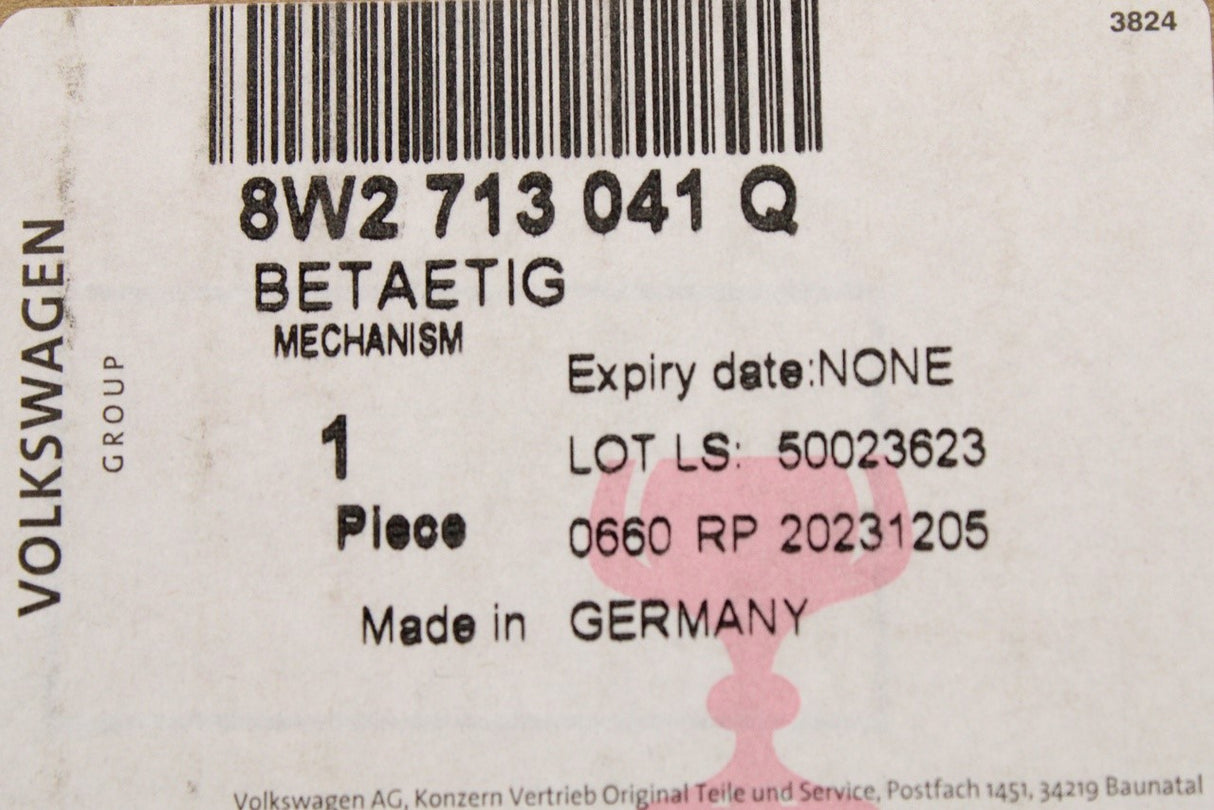 3824
8W2 713 041 Q
BETAETIG
MECHANISM
Expiry date:NONE
1
LOT LS: 50023623
Piece
0660 RP 20231205
Made in GERMANY
VOLKSWAGEN
GROUP
Volkswagen AG, Konzern Vertrieb Original Teile und Service, Postfach 1451, 34219 Baunatal